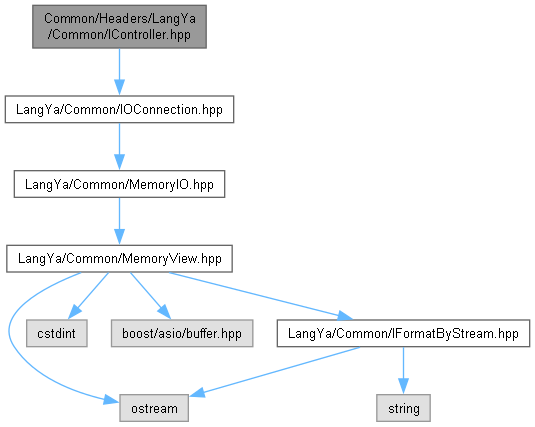 Common/Headers/LangYa
/Common/IController.hpp
LangYa/Common/IOConnection.hpp
LangYa/Common/MemoryIO.hpp
LangYa/Common/MemoryView.hpp
cstdint
boost/asio/buffer.hpp
LangYa/Common/IFormatByStream.hpp
ostream
string